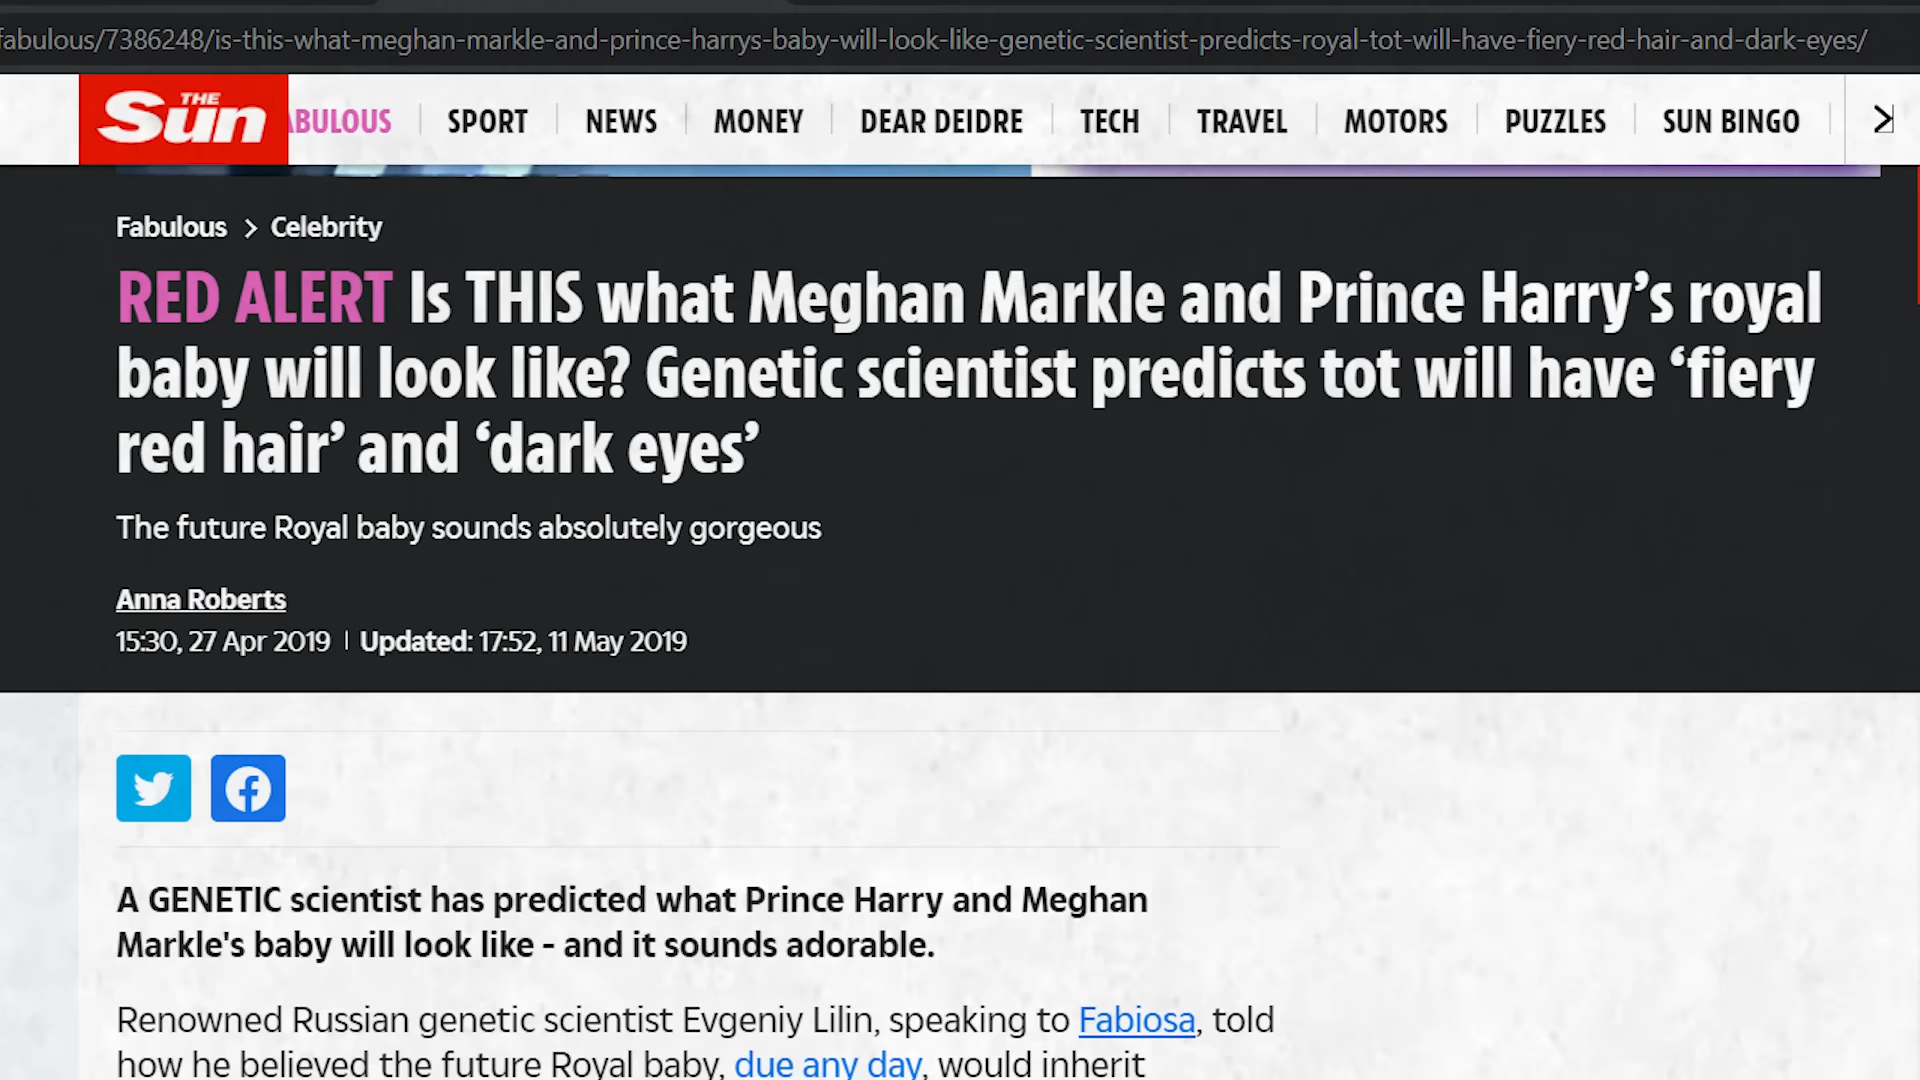 fabulous/7386248/is-this-what-meghan-markle-and-prince-harrys-baby-will-look-like-genetic-scientist-predicts-royal-tot-will-have-fiery-red-hair-and-dark-eyes/
THE Sun ABULOUS SPORT NEWS MONEY DEAR DEIDRE TECH TRAVEL MOTORS PUZZLES SUN BINGO
Fabulous > Celebrity
RED ALERT Is THIS what Meghan Markle and Prince Harry’s royal
baby will look like? Genetic scientist predicts tot will have ‘fiery
red hair’ and ‘dark eyes’
The future Royal baby sounds absolutely gorgeous
Anna Roberts
15:30, 27 Apr 2019 | Updated: 17:52, 11 May 2019
A GENETIC scientist has predicted what Prince Harry and Meghan
Markle's baby will look like - and it sounds adorable.
Renowned Russian genetic scientist Evgeniy Lilin, speaking to Fabiosa, told
how he believed the future Royal baby, due any day, would inherit